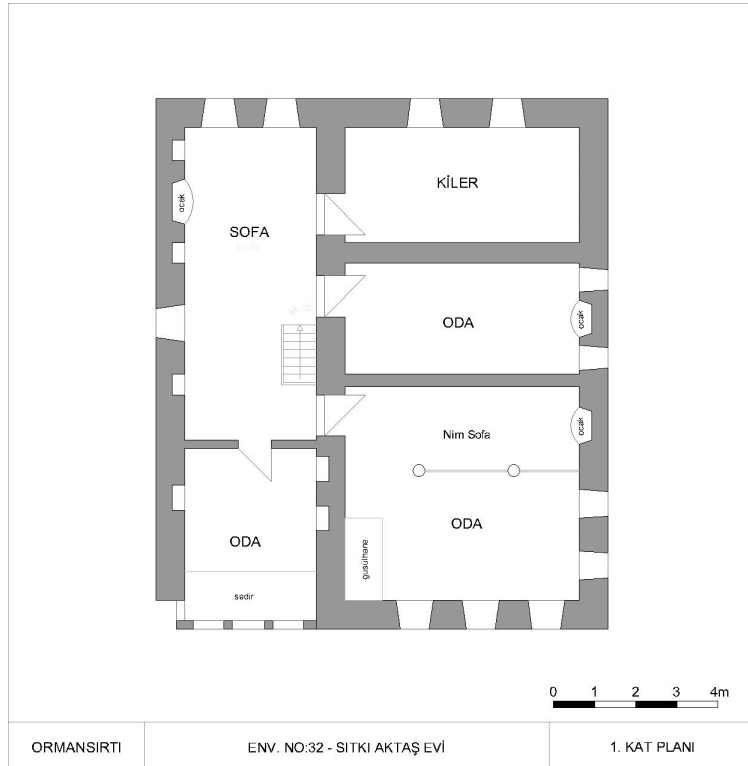 KİLER
ocak
SOFA
ODA
ocak
Nim Sofa
ocak
ODA
ODA
gusülhane
sedir
0 1 2 3 4m
ORMANSIRTI
ENV. NO:32 - SITKI AKTAŞ EVİ
1. KAT PLANI